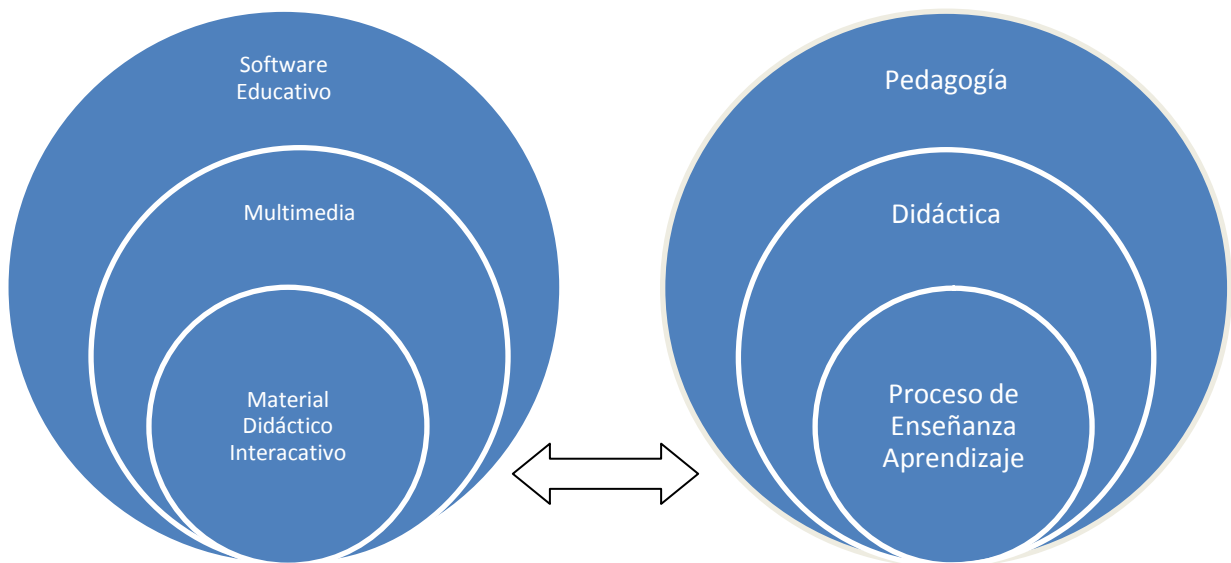 Software
Educativo
Multimedia
Material
Didáctico
Interacativo
Pedagogía
Didáctica
Proceso de
Enseñanza
Aprendizaje